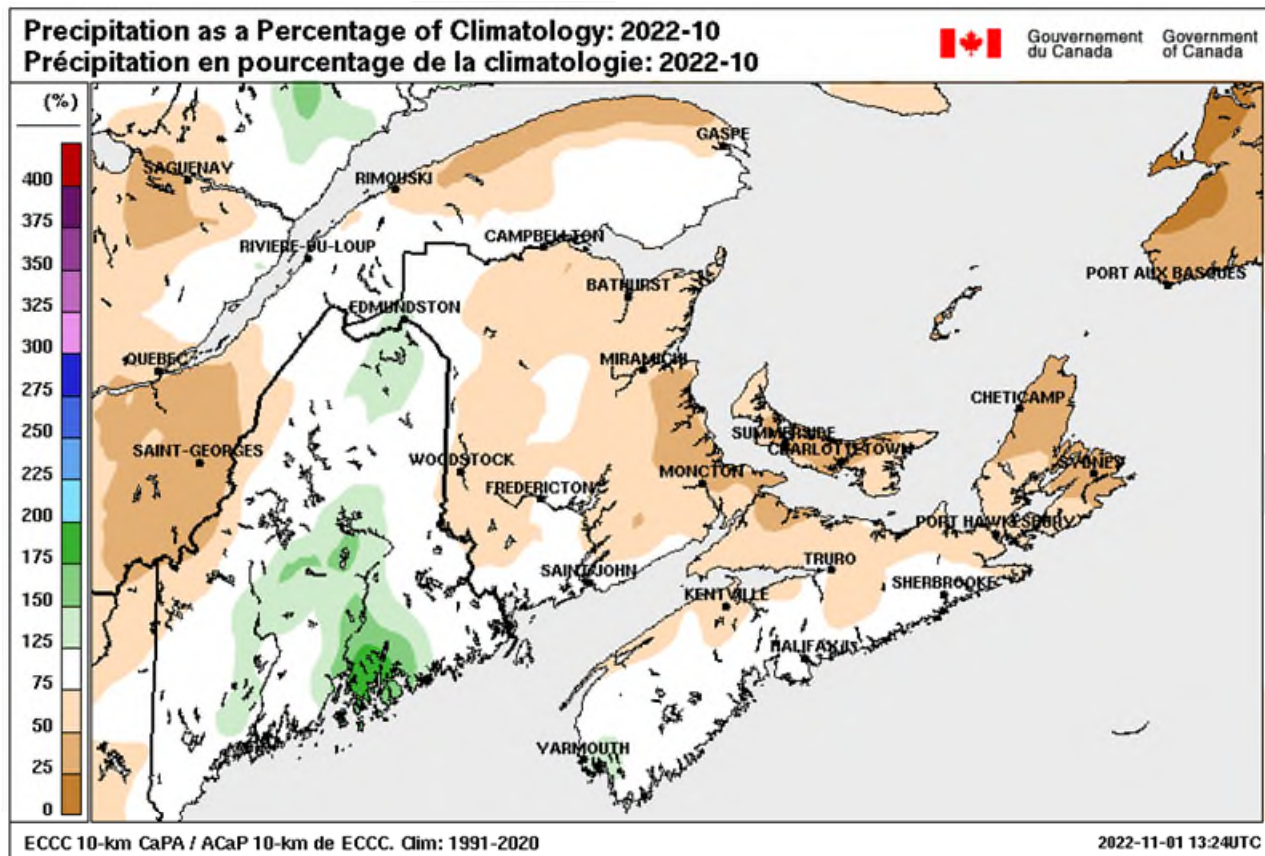 Precipitation as a Percentage of Climatology: 2022-10
Précipitation en pourcentage de la climatologie: 2022-10
Gouvernement du Canada
Government of Canada
(%)
400
375
350
325
300
275
250
225
200
175
150
125
75
50
25
0
GASPE
SAGUENAY
RIMOUSKI
RIVIERE-DU-LOUP
CAMPBELLTON
PORT AUX BASQUES
BATHURST
EDMUNDSTON
QUEBEC
MIRAMICHI
CHETICAMP
SUMMERSIDE
CHARLOTTETOWN
SAINT-GEORGES
WOODSTOCK
SYDNEY
MONCTON
FREDERICTON
PORT HAWKESBURY
SAINT JOHN
TRURO
SHERBROOKE
KENTVILLE
HALIFAX
YARMOUTH
ECCC 10-km CaPA / ACaP 10-km de ECCC. Clim: 1991-2020
2022-11-01 13:24UTC